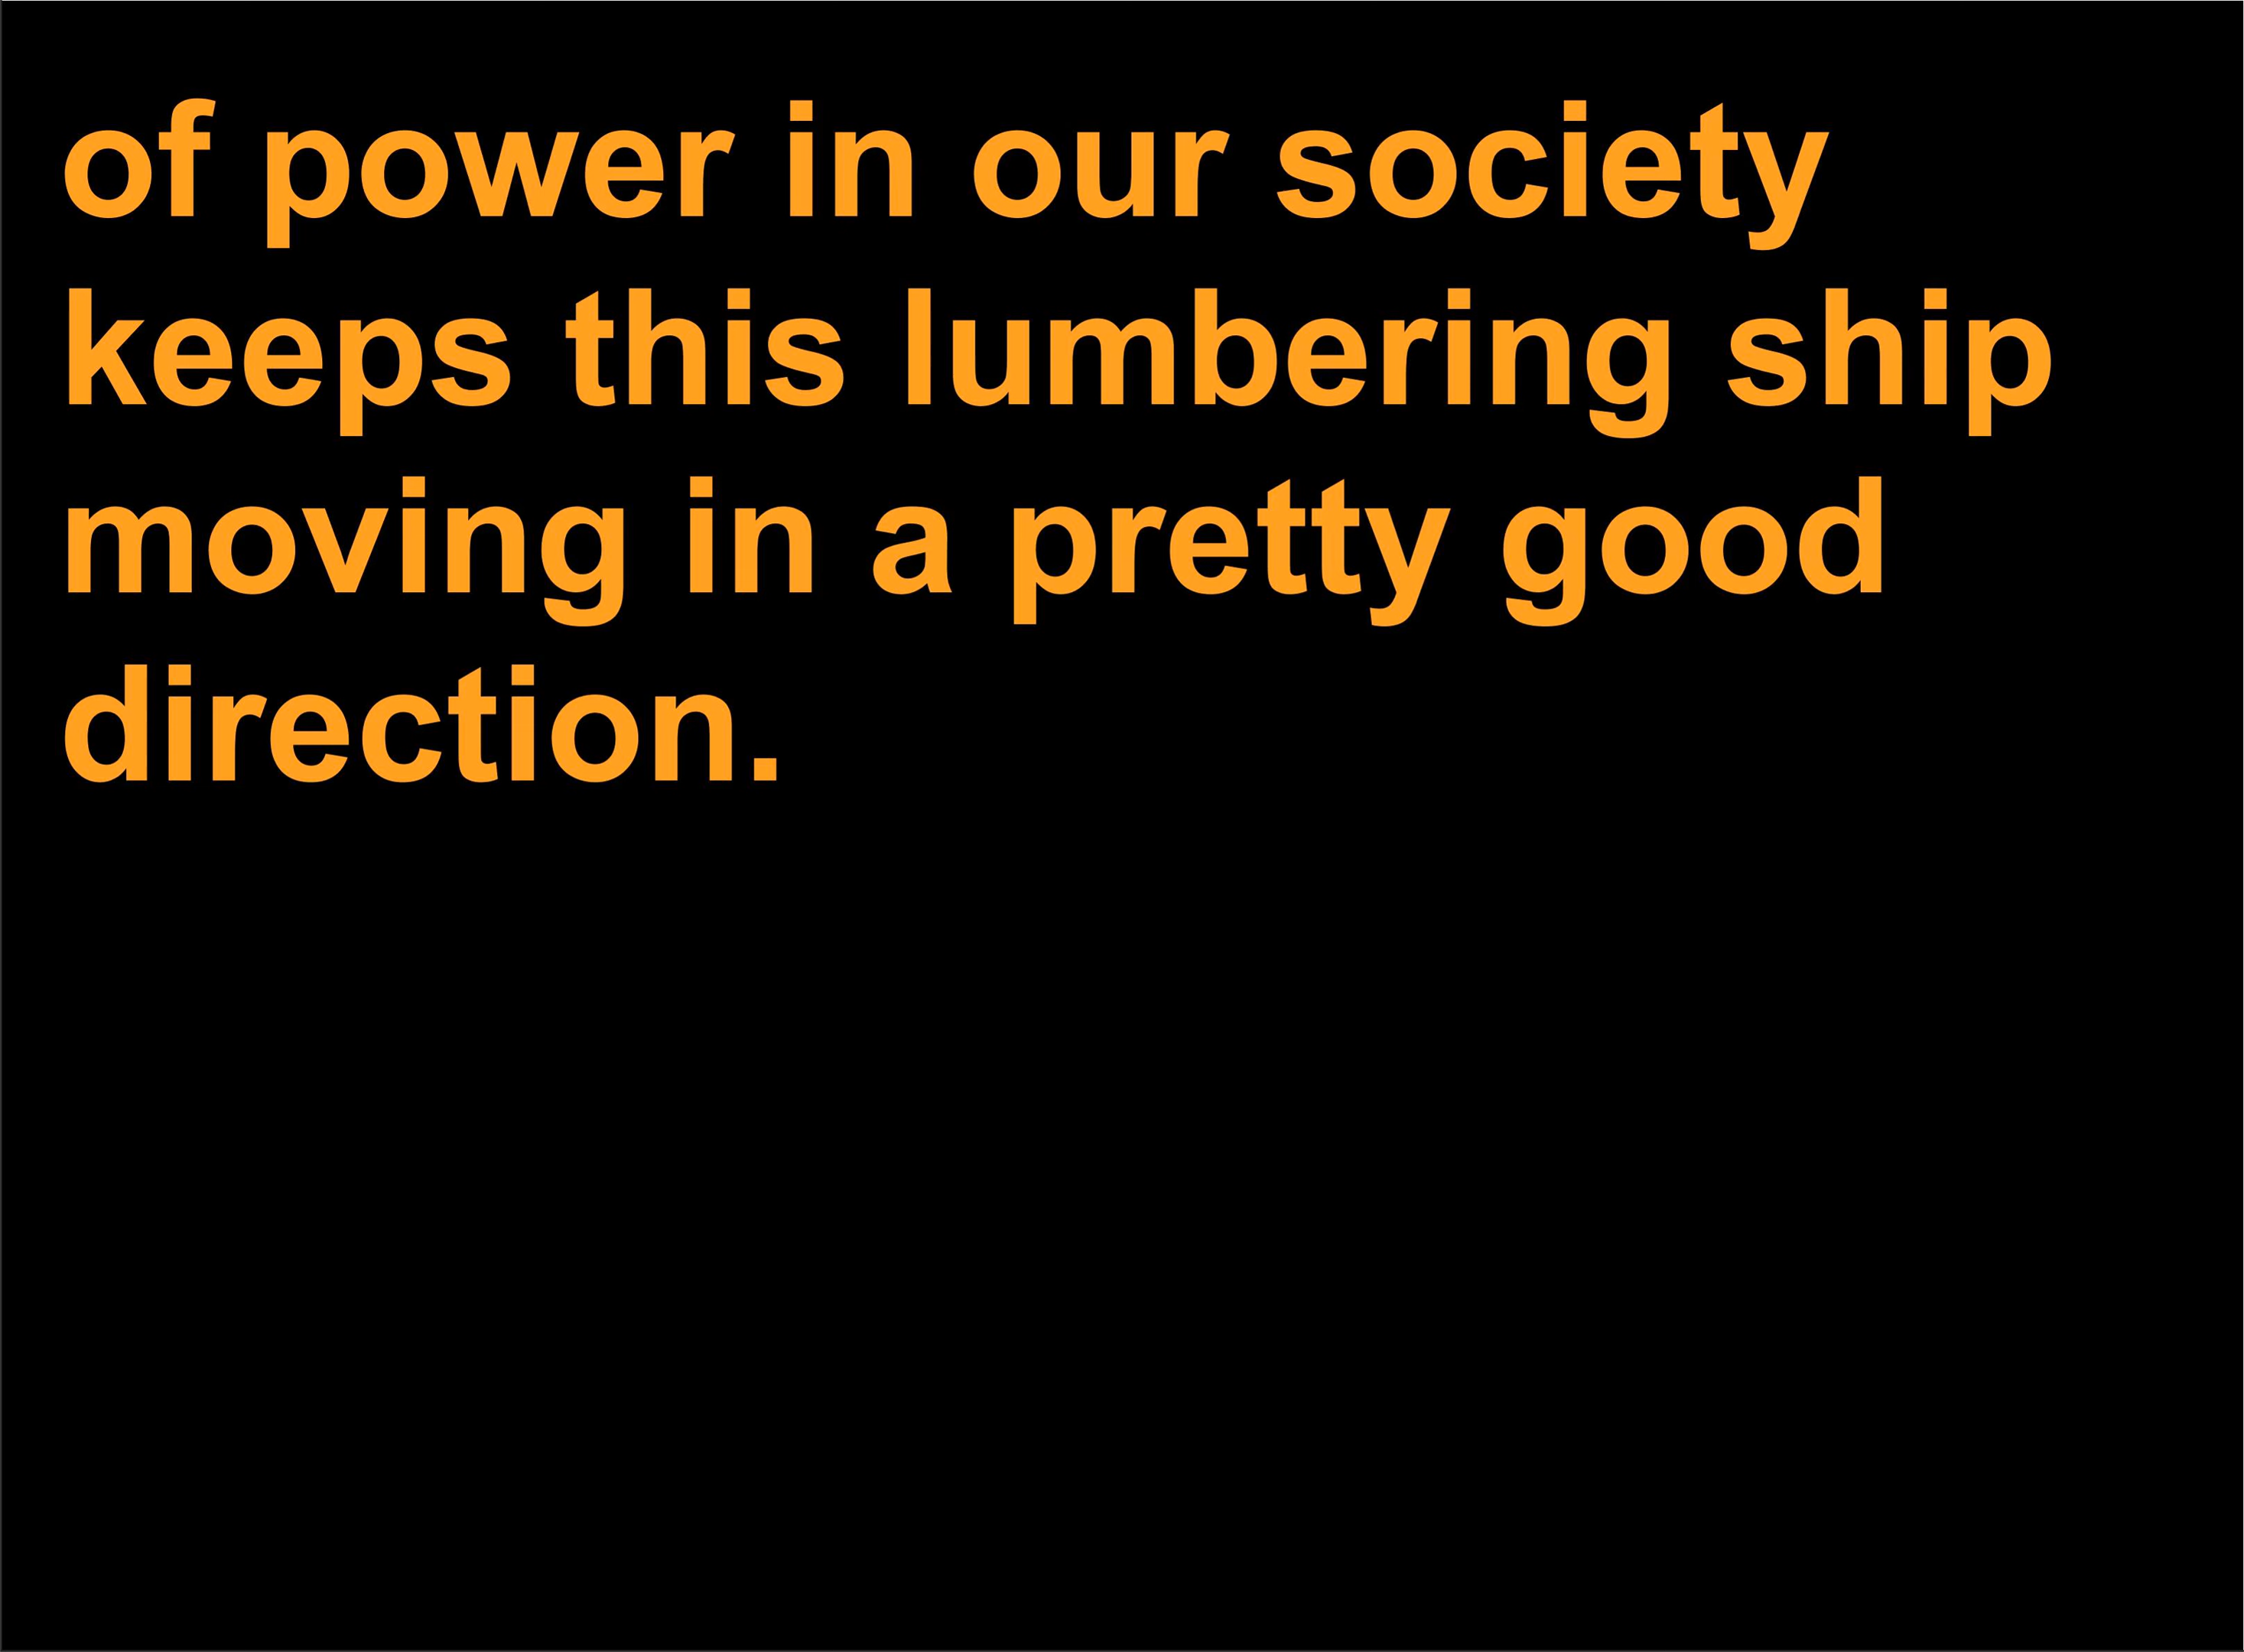 of power in our society
keeps this lumbering ship
moving in a pretty good
direction.